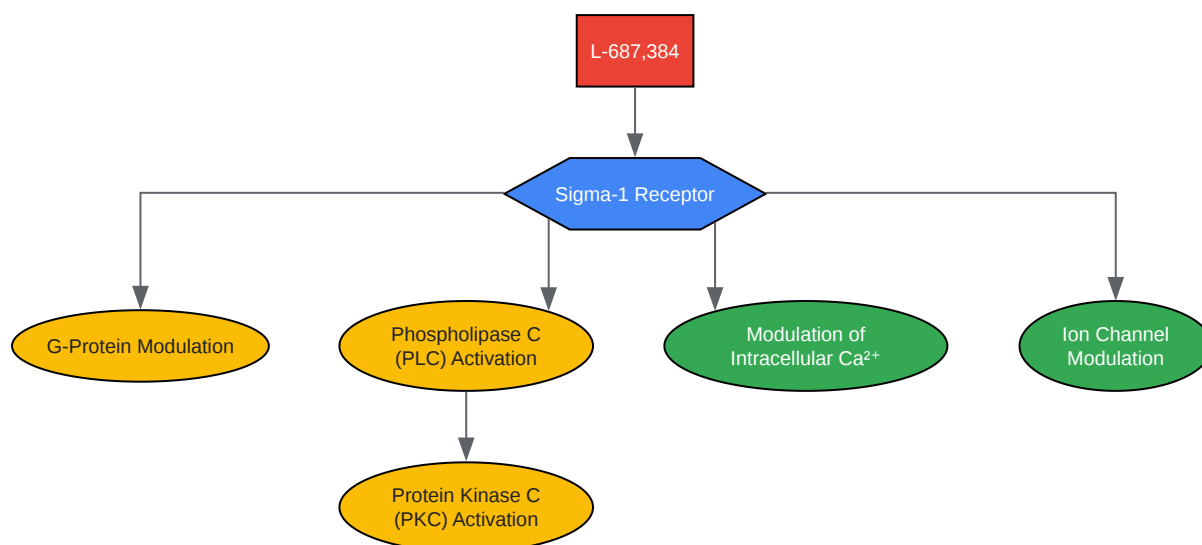 L-687,384
Sigma-1 Receptor
G-Protein Modulation
Phospholipase C
(PLC) Activation
Modulation of
Intracellular Ca²⁺
Ion Channel
Modulation
Protein Kinase C
(PKC) Activation